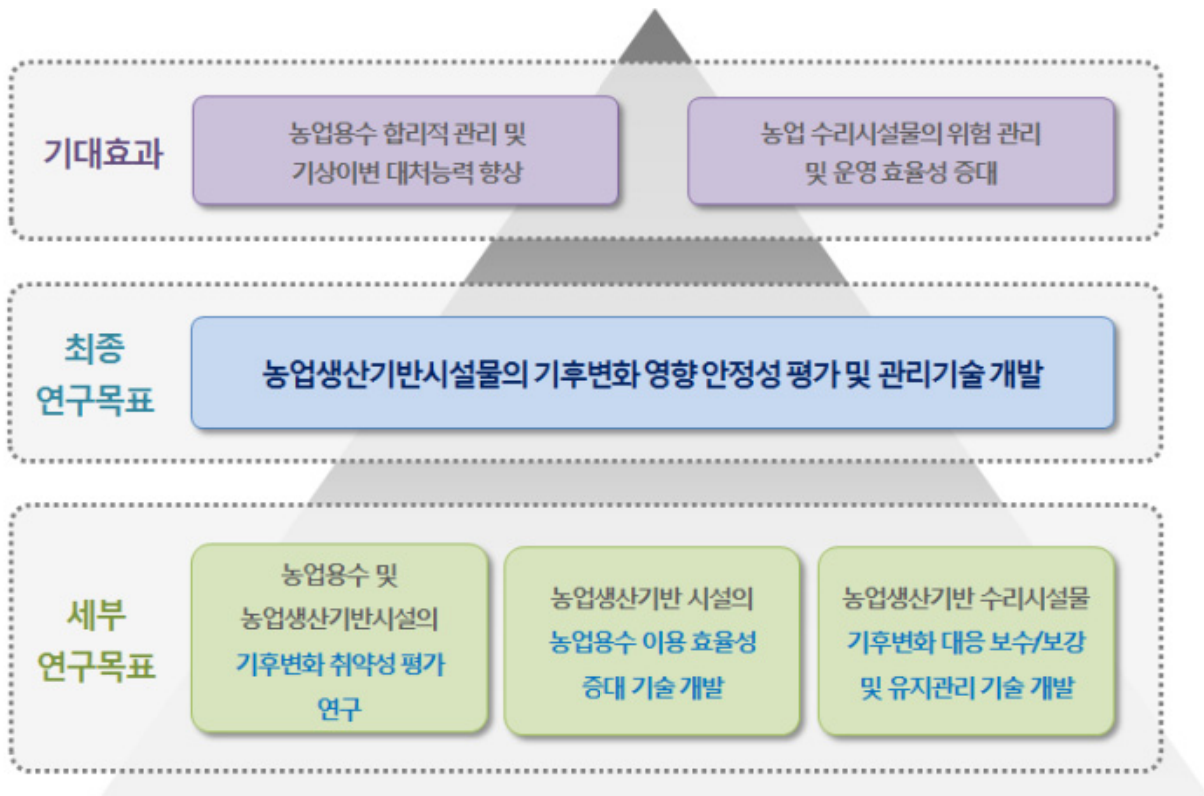 기대효과
농업용수 합리적 관리 및
기상이변 대처능력 향상
농업 수리시설물의 위험 관리
및 운영 효율성 증대
최종
연구목표
농업생산기반시설물의 기후변화 영향 안정성 평가 및 관리기술 개발
세부
연구목표
농업용수 및
농업생산기반시설의
기후변화 취약성 평가
연구
농업생산기반 시설의
농업용수 이용 효율성
증대 기술 개발
농업생산기반 수리시설물
기후변화 대응 보수/보강
및 유지관리 기술 개발